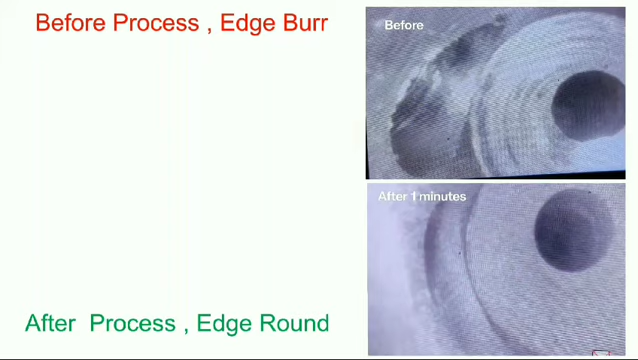 Before Process , Edge Burr
Before
After 1 minutes
After  Process , Edge Round